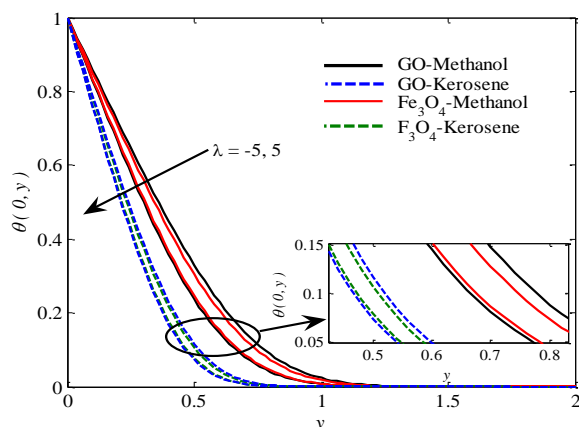 1
0.8
0.6
0.4
0.2
0
θ(0,y)
GO-Methanol
GO-Kerosene
Fe3O4-Methanol
F3O4-Kerosene
λ = -5, 5
0.15
0.1
0.05
θ(0,y)
0.5 0.6 0.7 0.8
y
0 0.5 1 1.5 2
y